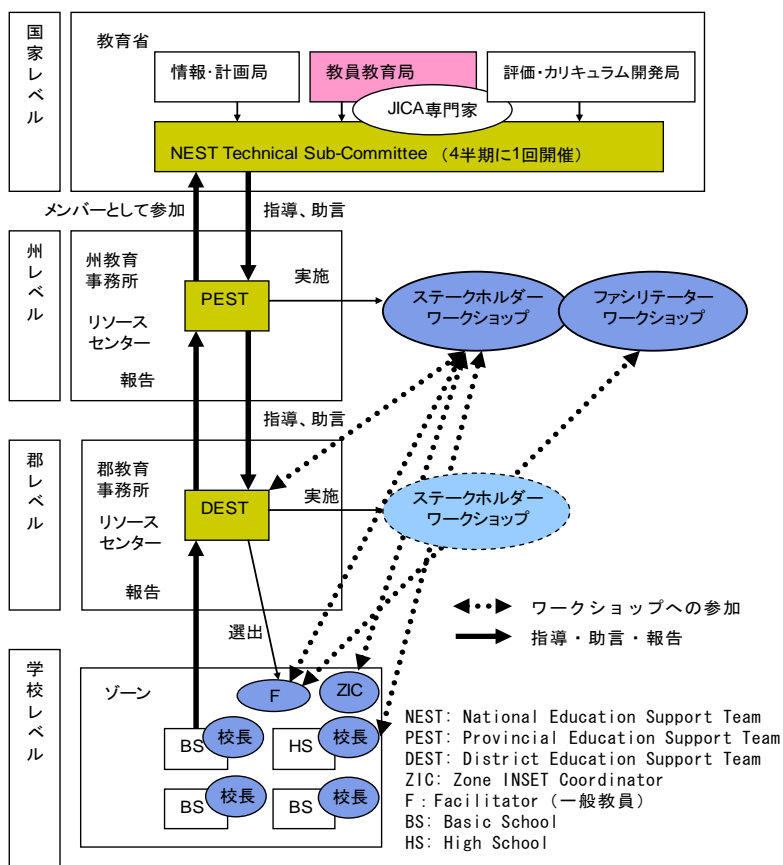 国家レベル
教育省
情報・計画局
教員教育局
評価・カリキュラム開発局
JICA専門家
NEST Technical Sub-Committee （4半期に1回開催）
メンバーとして参加
指導、助言
州レベル
州教育
事務所
リソース
センター
PEST
実施
報告
ステークホルダー
ワークショップ
ファシリテーター
ワークショップ
指導、助言
郡レベル
郡教育
事務所
リソース
センター
DEST
実施
報告
ステークホルダー
ワークショップ
選出
ワークショップへの参加
指導・助言・報告
学校レベル
ゾーン
F
ZIC
BS
校長
HS
校長
BS
校長
BS
校長
NEST: National Education Support Team
PEST: Provincial Education Support Team
DEST: District Education Support Team
ZIC: Zone INSET Coordinator
F：Facilitator（一般教員）
BS: Basic School
HS: High School